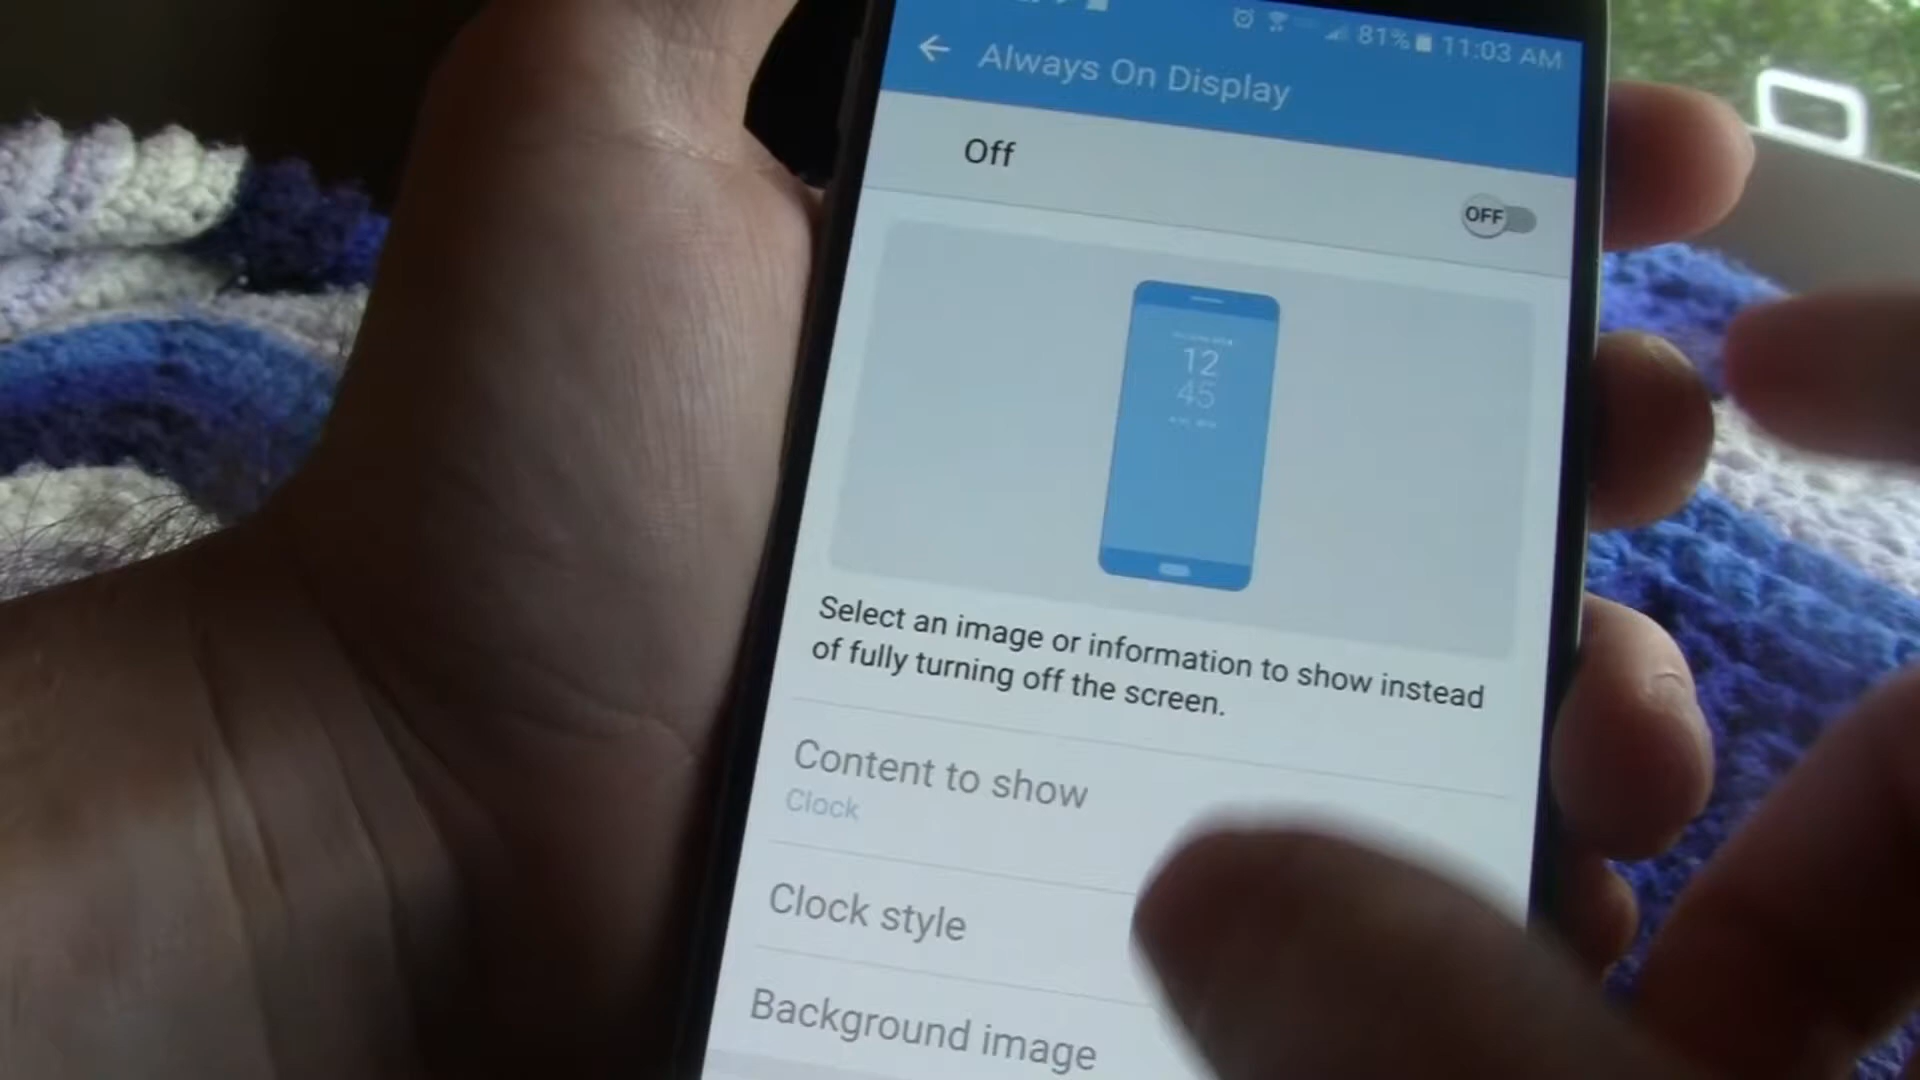 81% 11:03 AM
Always On Display
Off
OFF
12
45
Select an image or information to show instead
of fully turning off the screen.
Content to show
Clock
Clock style
Background image